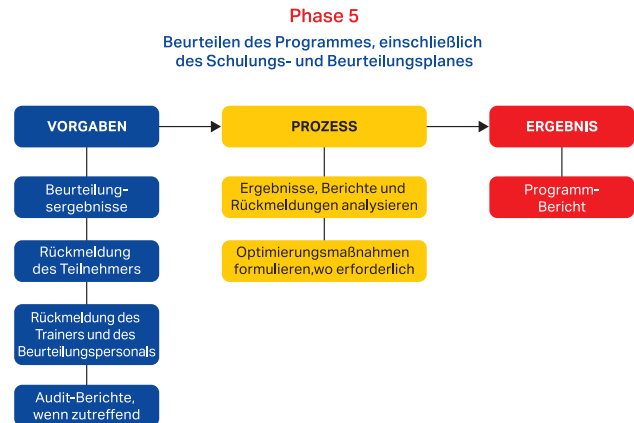 Phase 5
Beurteilen des Programmes, einschließlich
des Schulungs- und Beurteilungsplanes
VORGABEN
PROZESS
ERGEBNIS
Beurteilung-
sergebnisse
Rückmeldung
des Teilnehmers
Rückmeldung des
Trainers und des
Beurteilungspersonals
Audit-Berichte,
wenn zutreffend
Ergebnisse, Berichte und
Rückmeldungen analysieren
Optimierungsmaßnahmen
formulieren,wo erforderlich
Programm-
Bericht